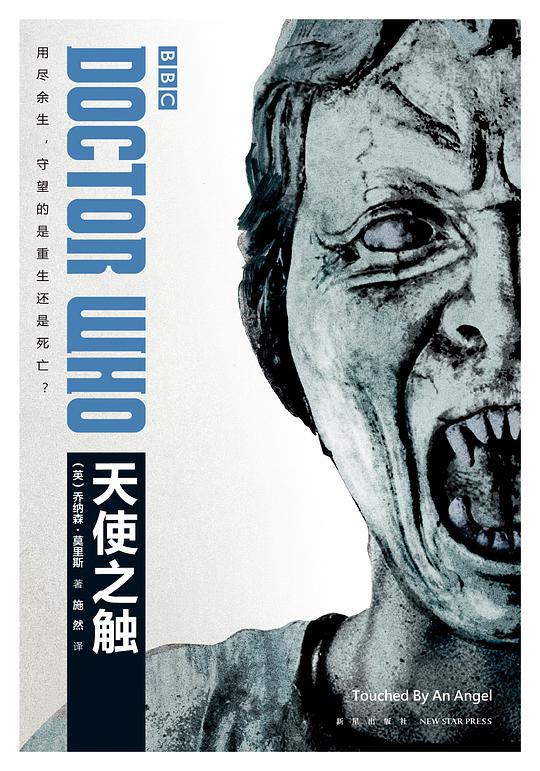 用尽余生，守望的是重生还是死亡？
BBC
DOCTOR WHO
天使之触
（英）乔纳森·莫里斯 著 施然 译
Touched By An Angel
新星出版社 NEW STAR PRESS